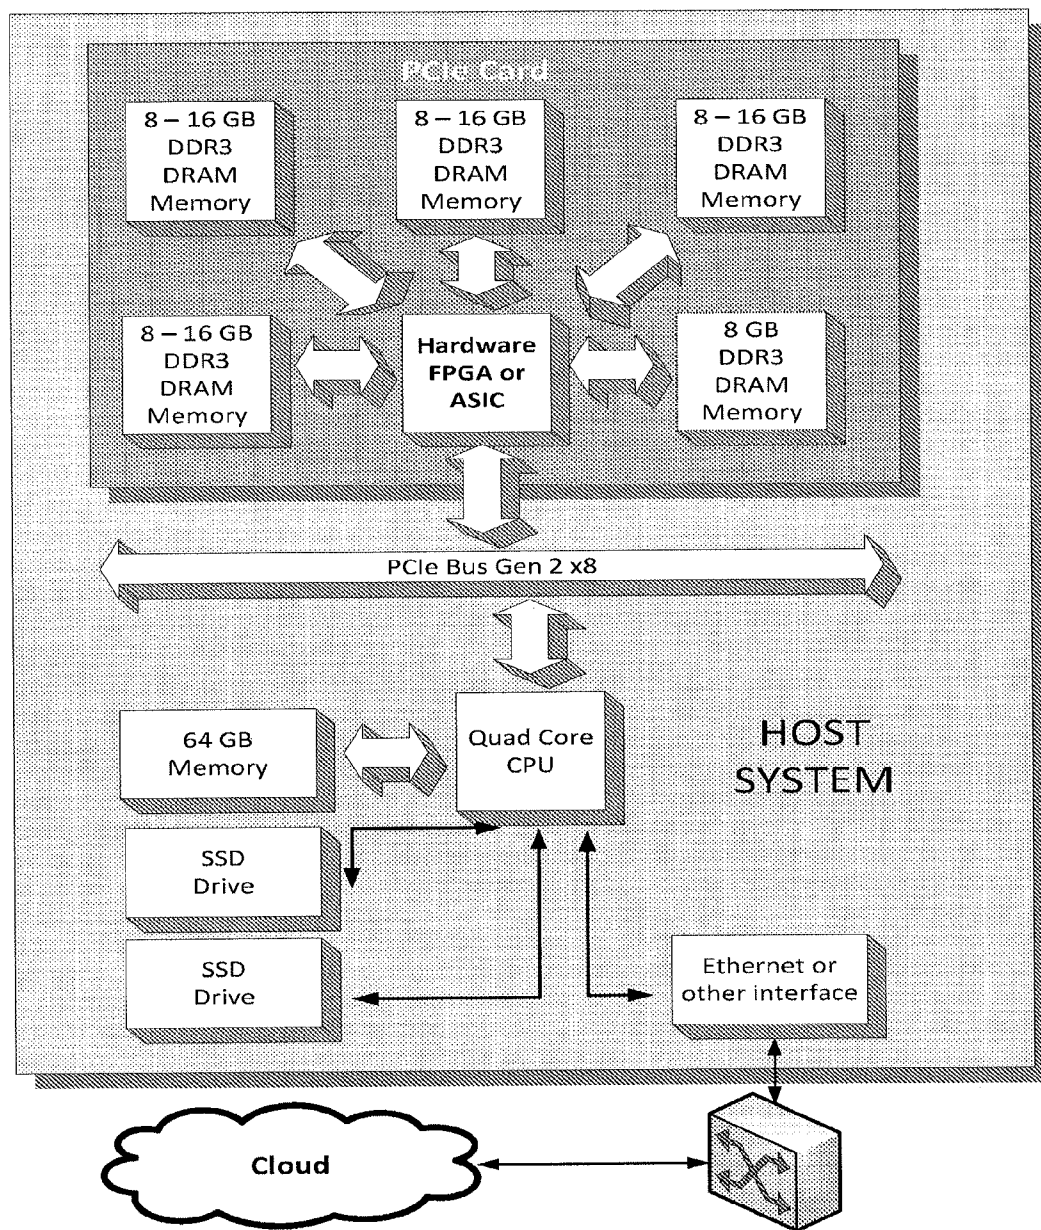 PCIe Card
8 – 16 GB
DDR3
DRAM
Memory
8 – 16 GB
DDR3
DRAM
Memory
8 – 16 GB
DDR3
DRAM
Memory
8 – 16 GB
DDR3
DRAM
Memory
Hardware
FPGA or
ASIC
8 GB
DDR3
DRAM
Memory
PCIe Bus Gen 2 x8
64 GB
Memory
Quad Core
CPU
HOST
SYSTEM
SSD
Drive
SSD
Drive
Ethernet or
other interface
Cloud